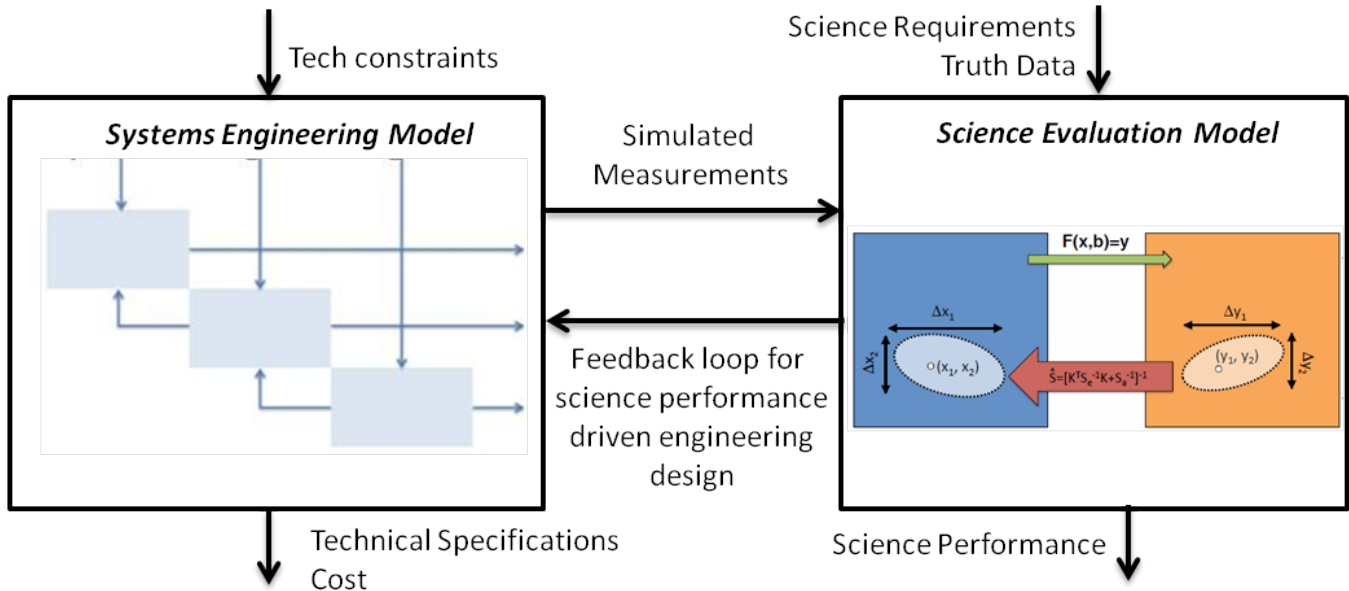 Tech constraints
Science Requirements
Truth Data
Systems Engineering Model
Simulated
Measurements
Science Evaluation Model
F(x,b)=y
Δx₁
Δy₁
Δx₂
(x₁, x₂)
Ŝ=[KᵀSₑ⁻¹K+Sₐ⁻¹]⁻¹
(y₁, y₂)
Δy₂
Feedback loop for
science performance
driven engineering
design
Technical Specifications
Cost
Science Performance